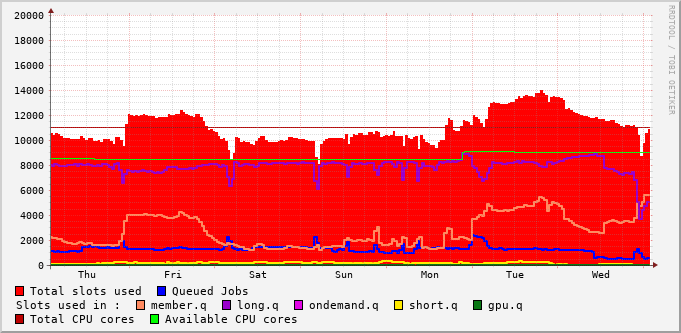 20000
18000
16000
14000
12000
10000
8000
6000
4000
2000
0
Thu Fri Sat Sun Mon Tue Wed
RRDTOOL / TOBI OETIKER
Total slots used Queued Jobs
Slots used in : member.q long.q ondemand.q short.q gpu.q
Total CPU cores Available CPU cores